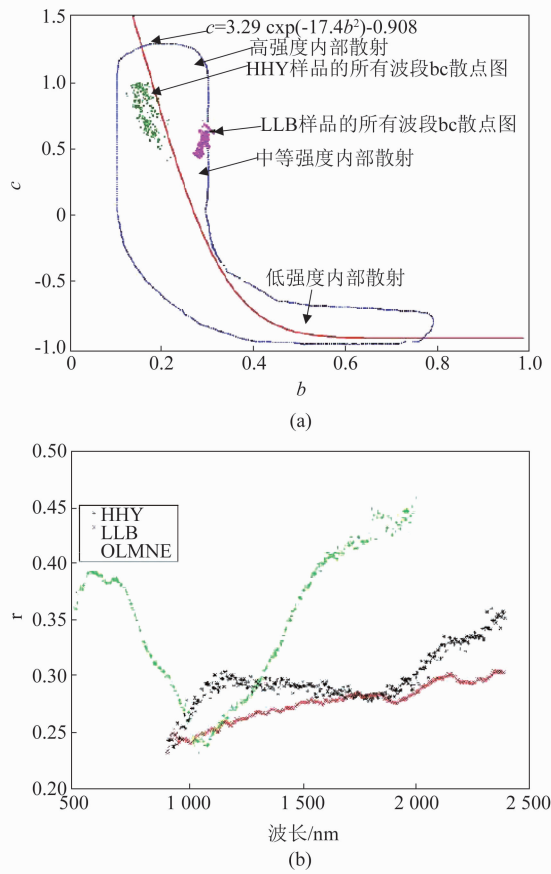 1.5
c=3.29 cxp(-17.4b²)-0.908
高强度内部散射
1.0
HHY样品的所有波段bc散点图
LLB样品的所有波段bc散点图
0.5
中等强度内部散射
c
0
-0.5
低强度内部散射
-1.0
0 0.2 0.4 0.6 0.8 1.0
b
(a)
0.50
0.45
HHY
LLB
OLMNE
0.40
r
0.35
0.30
0.25
0.20
500 1 000 1 500 2 000 2 500
波长/nm
(b)